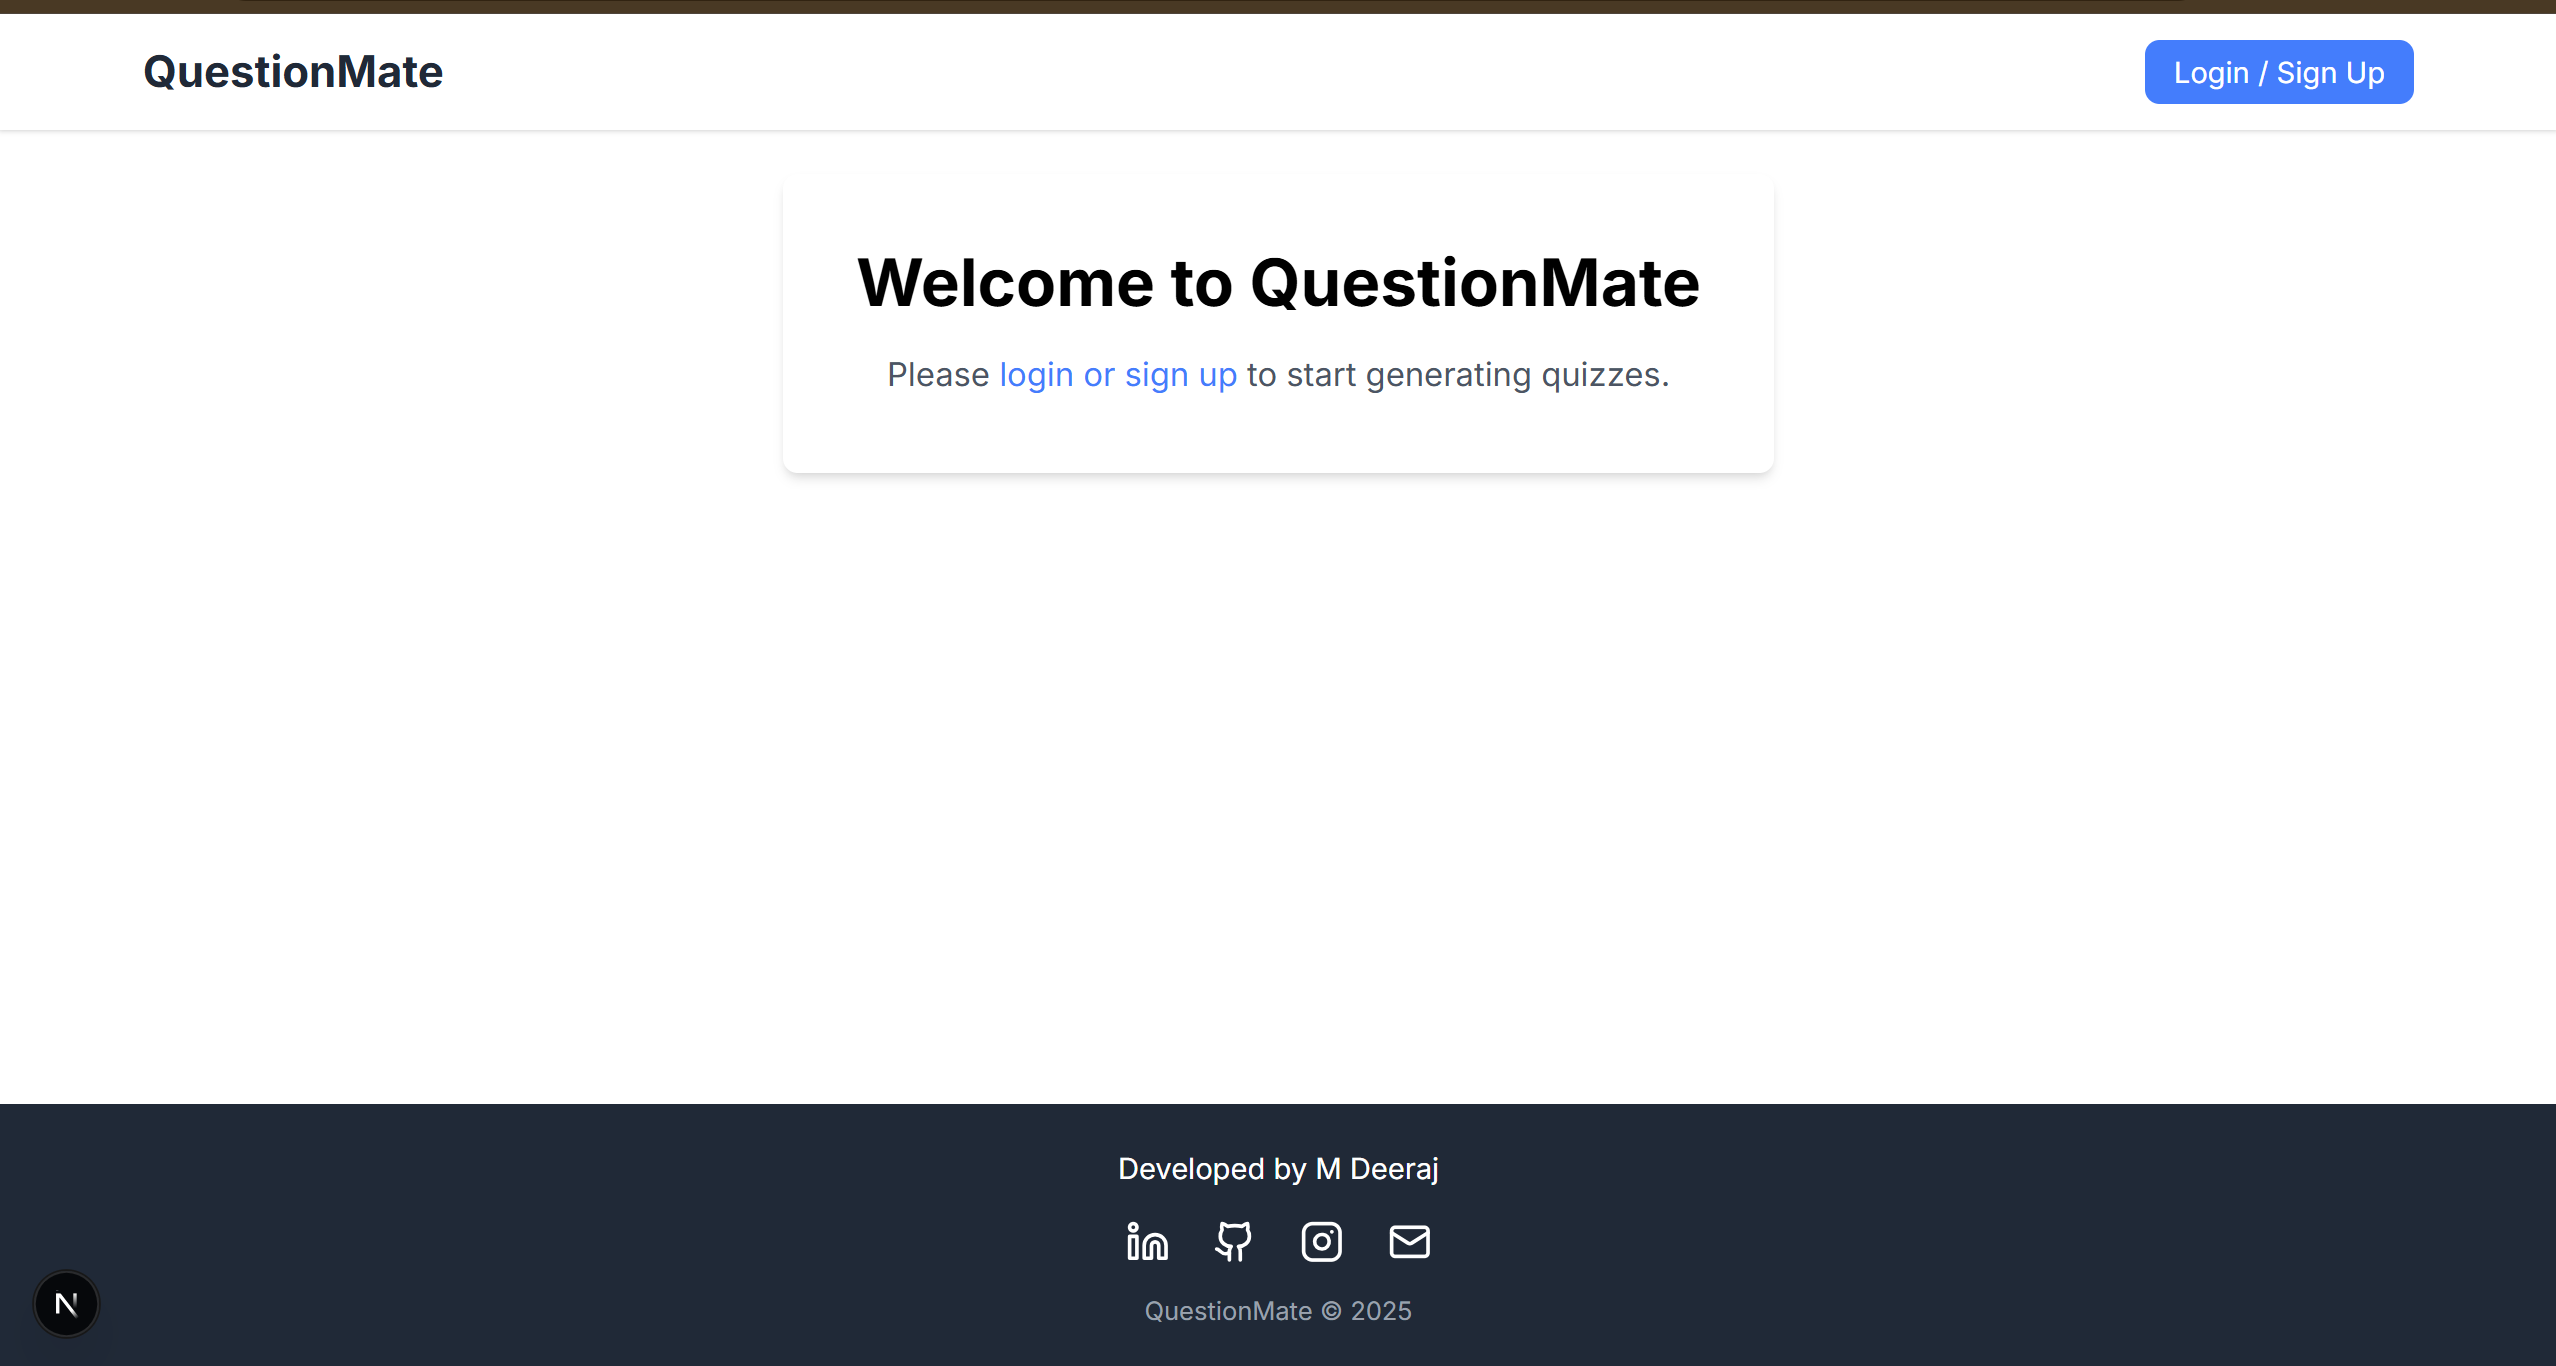 QuestionMate
Login / Sign Up
Welcome to QuestionMate
Please login or sign up to start generating quizzes.
Developed by M Deeraj
in
QuestionMate © 2025
N